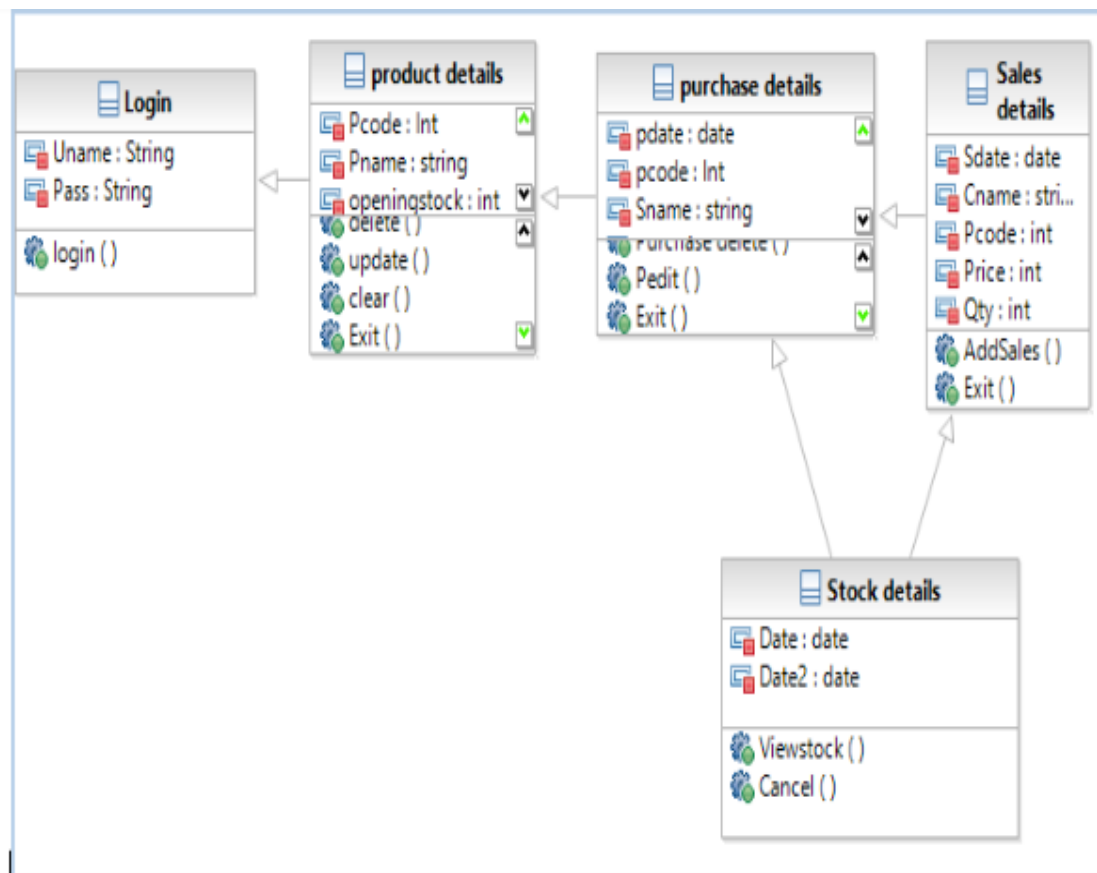 Login
Uname : String
Pass : String
login ( )
product details
Pcode : Int
Pname : string
openingstock : int
delete ( )
update ( )
clear ( )
Exit ( )
purchase details
pdate : date
pcode : Int
Sname : string
Purchase delete ( )
Pedit ( )
Exit ( )
Sales
details
Sdate : date
Cname : stri...
Pcode : int
Price : int
Qty : int
AddSales ( )
Exit ( )
Stock details
Date : date
Date2 : date
Viewstock ( )
Cancel ( )